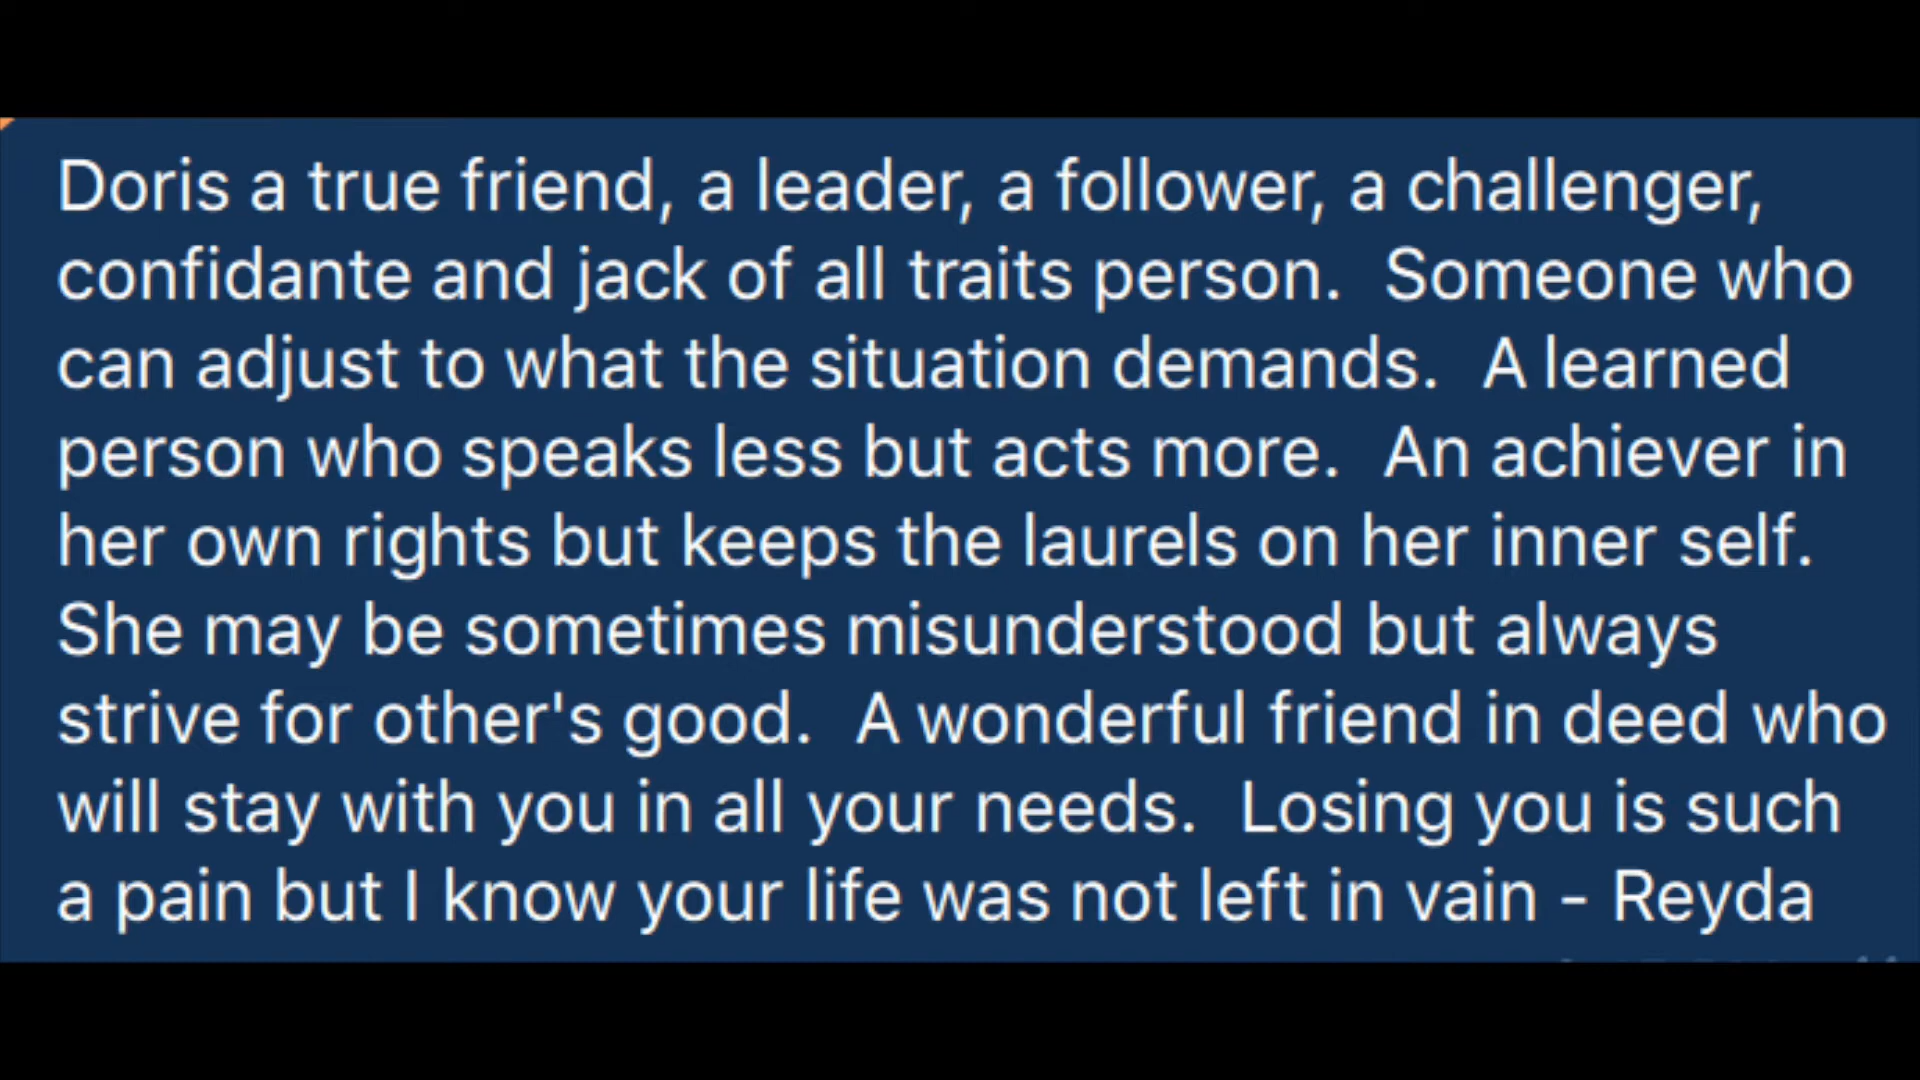 Doris a true friend, a leader, a follower, a challenger,
confidante and jack of all traits person.  Someone who
can adjust to what the situation demands.  A learned
person who speaks less but acts more.  An achiever in
her own rights but keeps the laurels on her inner self.
She may be sometimes misunderstood but always
strive for other's good.  A wonderful friend in deed who
will stay with you in all your needs.  Losing you is such
a pain but I know your life was not left in vain - Reyda